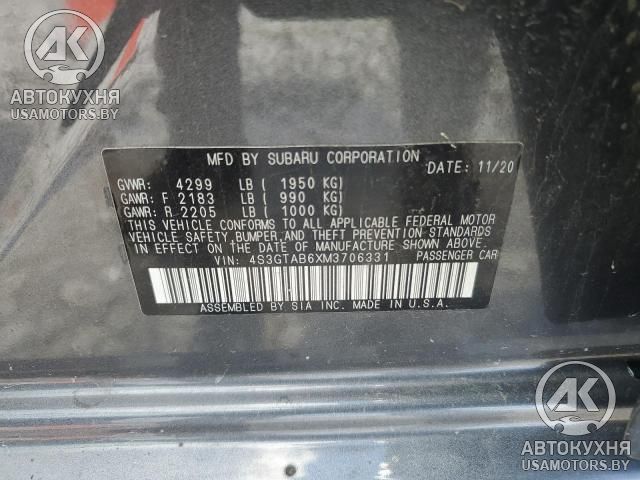 AK
АВТОКУХНЯ
USAMOTORS.BY
MFD BY SUBARU CORPORATION
DATE: 11/20
GVWR: 4299 LB ( 1950 KG)
GAWR: F 2183 LB ( 990 KG)
GAWR: R 2205 LB ( 1000 KG)
THIS VEHICLE CONFORMS TO ALL APPLICABLE FEDERAL MOTOR
VEHICLE SAFETY, BUMPER, AND THEFT PREVENTION STANDARDS
IN EFFECT ON THE DATE OF MANUFACTURE SHOWN ABOVE.
VIN: 4S3GTAB6XM3706331 PASSENGER CAR
ASSEMBLED BY SIA INC. MADE IN U.S.A.
AK
АВТОКУХНЯ
USAMOTORS.BY